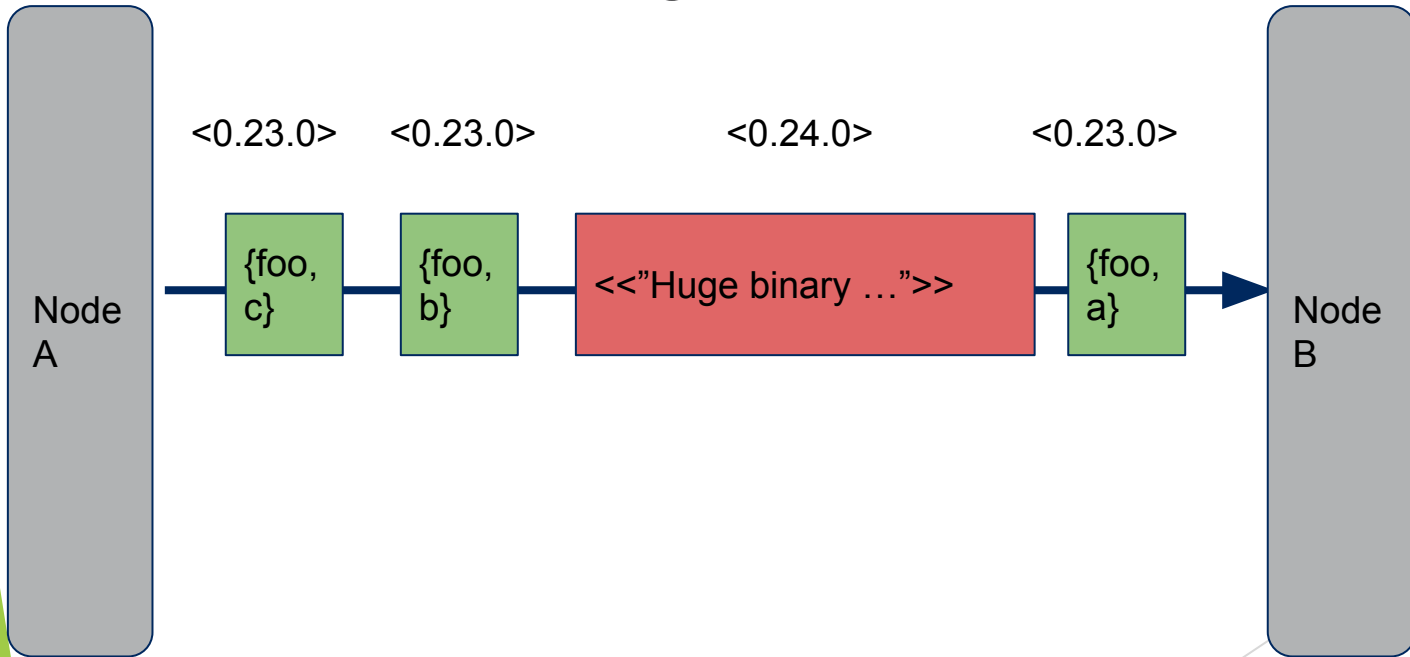 <0.23.0> <0.23.0> <0.24.0> <0.23.0>
Node
A
{foo,
c}
{foo,
b}
<<”Huge binary …”>>
{foo,
a}
Node
B